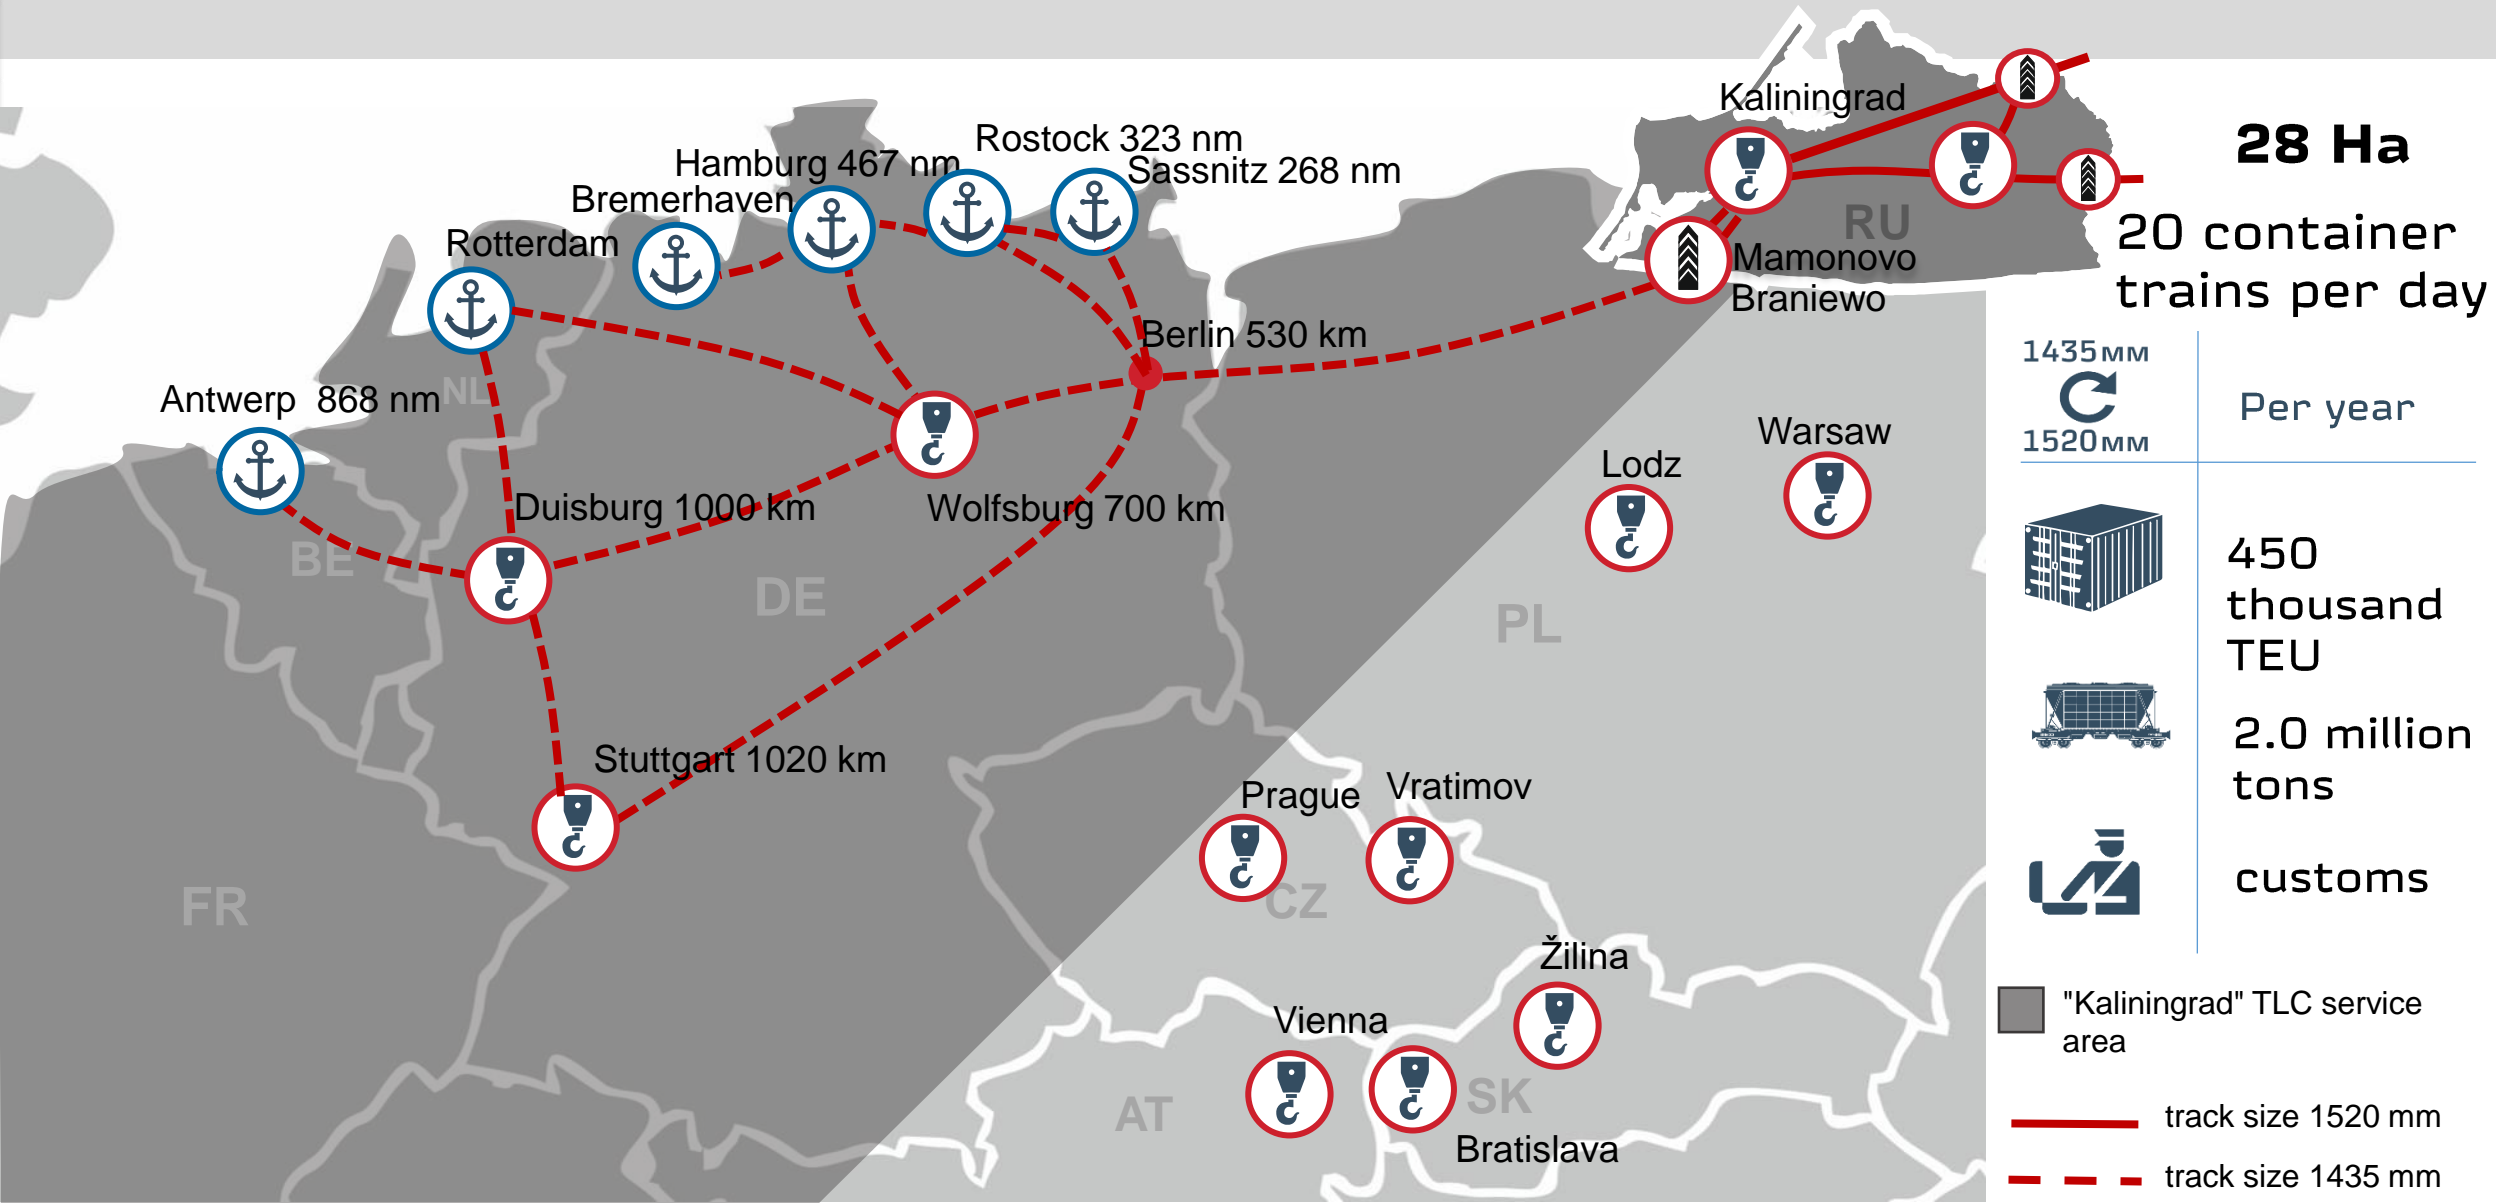 Kaliningrad
Rostock 323 nm
Hamburg 467 nm
Sassnitz 268 nm
Bremerhaven
Rotterdam
RU
Mamonovo
Braniewo
Berlin 530 km
NL
Antwerp 868 nm
Warsaw
Lodz
Duisburg 1000 km
Wolfsburg 700 km
BE
DE
PL
Stuttgart 1020 km
Prague
Vratimov
FR
CZ
Žilina
Vienna
AT
SK
Bratislava
28 Ha
20 container
trains per day
1435мм
1520мм
Per year
450
thousand
TEU
2.0 million
tons
customs
"Kaliningrad" TLC service
area
track size 1520 mm
track size 1435 mm